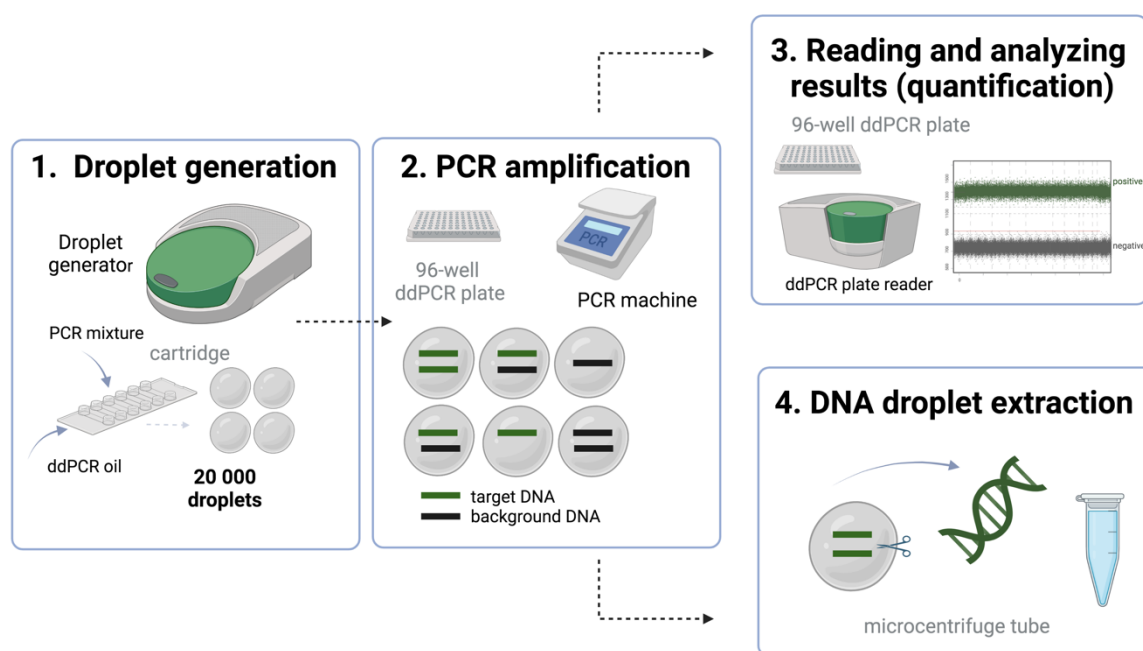 1. Droplet generation
Droplet
generator
PCR mixture
cartridge
ddPCR oil
20 000
droplets
2. PCR amplification
96-well
ddPCR plate
PCR
PCR machine
target DNA
background DNA
3. Reading and analyzing
results (quantification)
96-well ddPCR plate
positive
negative
ddPCR plate reader
4. DNA droplet extraction
microcentrifuge tube